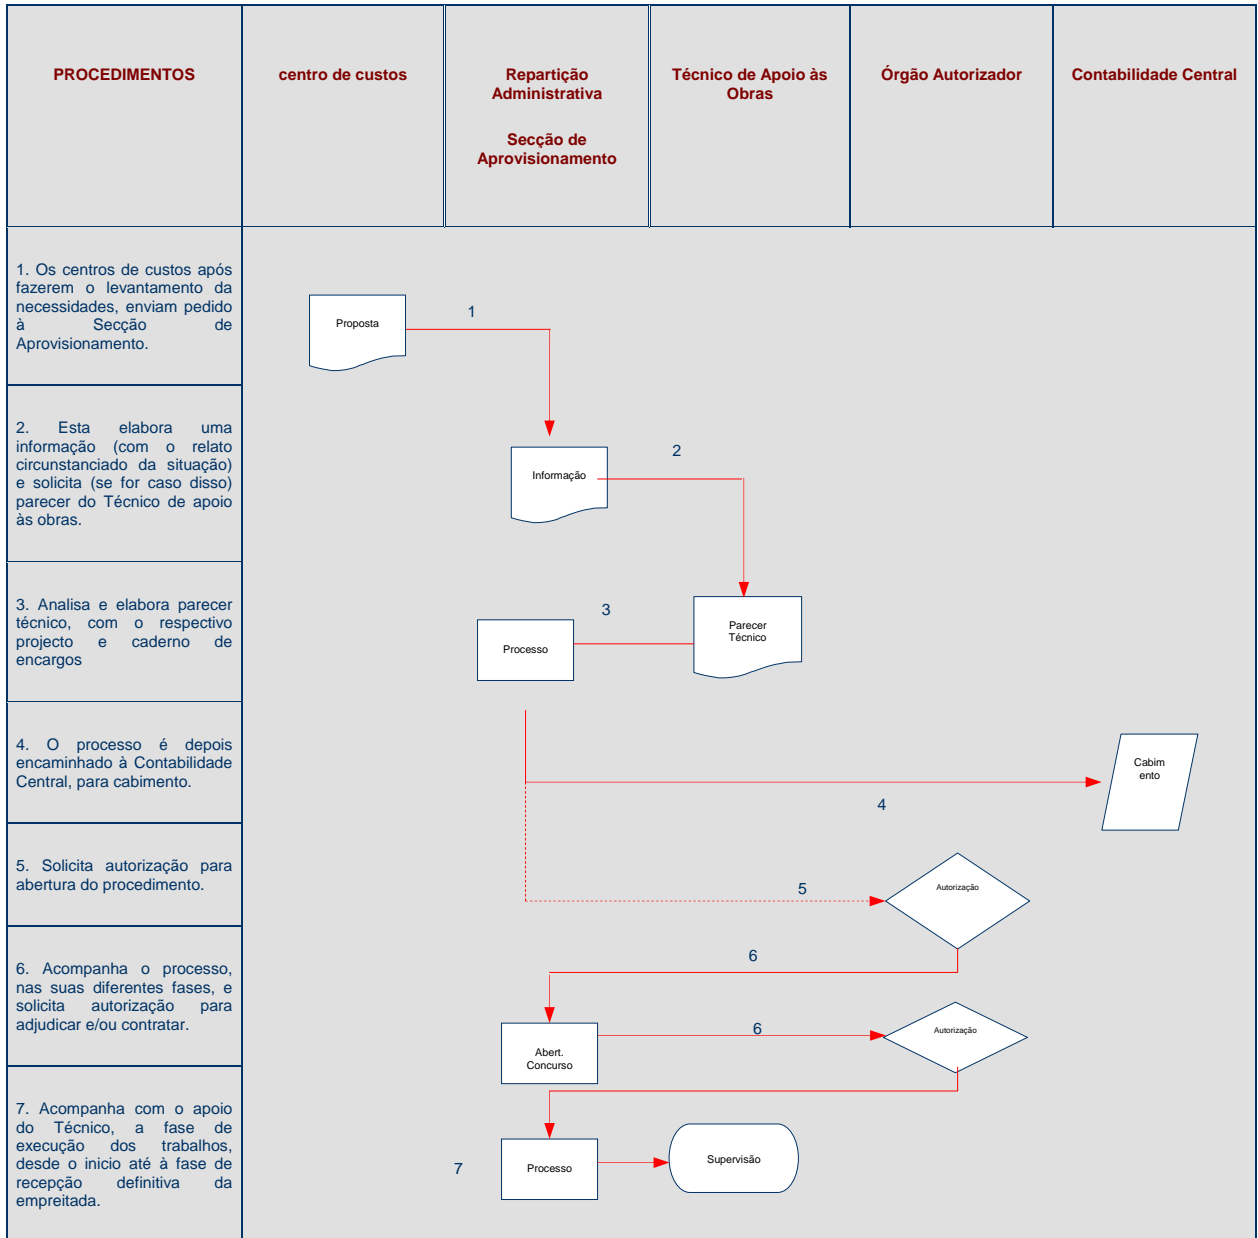 PROCEDIMENTOS
centro de custos
Repartição
Administrativa
Secção de
Aprovisionamento
Técnico de Apoio às
Obras
Órgão Autorizador
Contabilidade Central
1. Os centros de custos após
fazerem o levantamento da
necessidades, enviam pedido
à Secção de
Aprovisionamento.
Proposta
1
2. Esta elabora uma
informação (com o relato
circunstanciado da situação)
e solicita (se for caso disso)
parecer do Técnico de apoio
às obras.
Informação
2
3. Analisa e elabora parecer
técnico, com o respectivo
projecto e caderno de
encargos
Processo
3
Parecer
Técnico
4. O processo é depois
encaminhado à Contabilidade
Central, para cabimento.
4
Cabim
ento
5. Solicita autorização para
abertura do procedimento.
5
Autorização
6. Acompanha o processo,
nas suas diferentes fases, e
solicita autorização para
adjudicar e/ou contratar.
6
Abert.
Concurso
6
Autorização
7. Acompanha com o apoio
do Técnico, a fase de
execução dos trabalhos,
desde o inicio até à fase de
recepção definitiva da
empreitada.
7
Processo
Supervisão